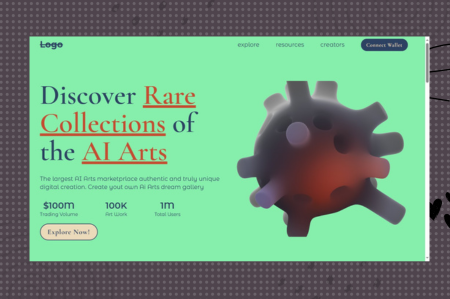 Logo
explore resources creators Connect Wallet
Discover Rare
Collections of
the AI Arts
The largest AI Arts marketplace authentic and truly unique
digital creation. Create yout own Ai Arts dream gallery
$100M 100K 1M
Trading Volume Art Work Total Users
Explore Now!